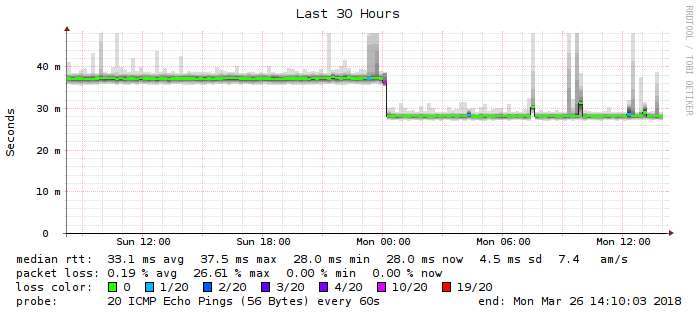 Last 30 Hours
RRDTOOL / TOBI OETIKER
Seconds
40 m
30 m
20 m
10 m
0
Sun 12:00 Sun 18:00 Mon 00:00 Mon 06:00 Mon 12:00
median rtt: 33.1 ms avg 37.5 ms max 28.0 ms min 28.0 ms now 4.5 ms sd 7.4 am/s
packet loss: 0.19 % avg 26.61 % max 0.00 % min 0.00 % now
loss color: 0 1/20 2/20 3/20 4/20 10/20 19/20
probe: 20 ICMP Echo Pings (56 Bytes) every 60s end: Mon Mar 26 14:10:03 2018